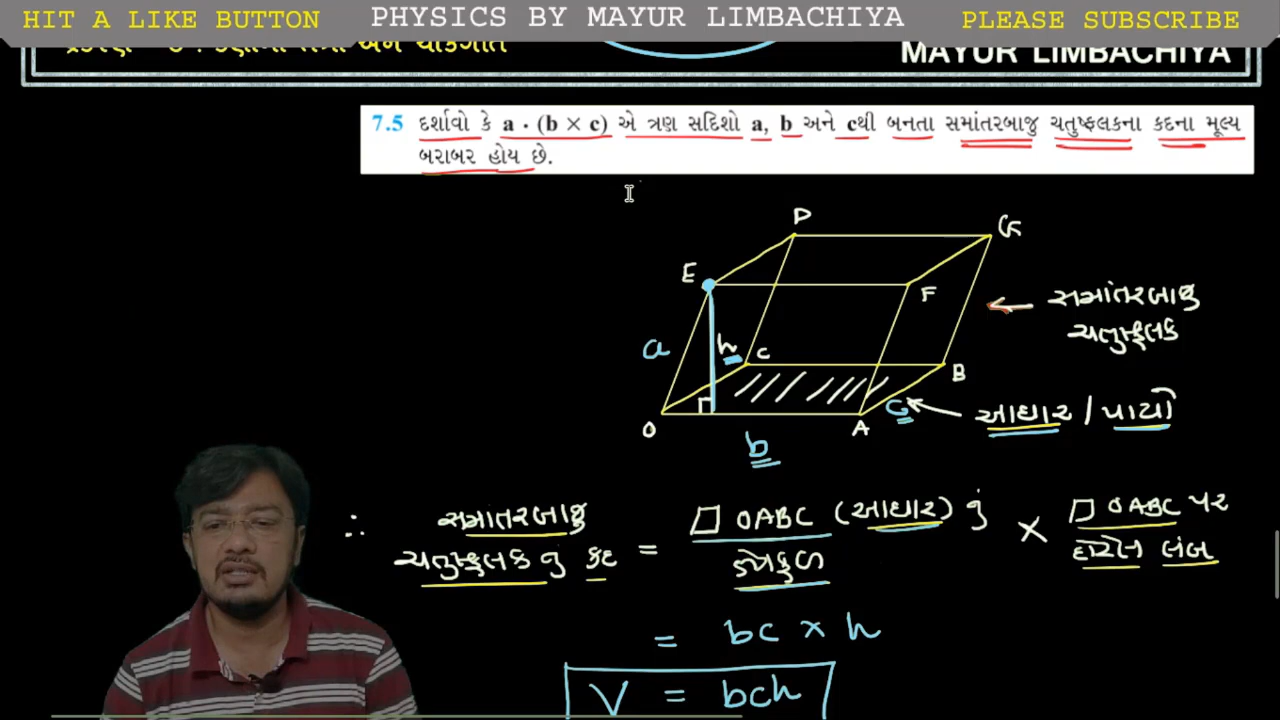 HIT A LIKE BUTTON PHYSICS BY MAYUR LIMBACHIYA PLEASE SUBSCRIBE
MAYUR LIMBACHIYA
7.5 દર્શાવો કે a · (b × c) એ ત્રણ સદિશો a, b અને cથી બનતા સમાંતરબાજુ ચતુષ્ફલકના કદના મૂલ્ય
બરાબર હોય છે.
D G
E F
a h C B
સમાંતરબાજુ
ચતુષ્ફલક
O A c
આધાર / પાયો
b
∴ સમાંતરબાજુ = □ OABC (આધાર) નું × □ OABC પર
ચતુષ્ફલક નું કદ ક્ષેત્રફળ દોરેલ લંબ
= bc × h
V = bch